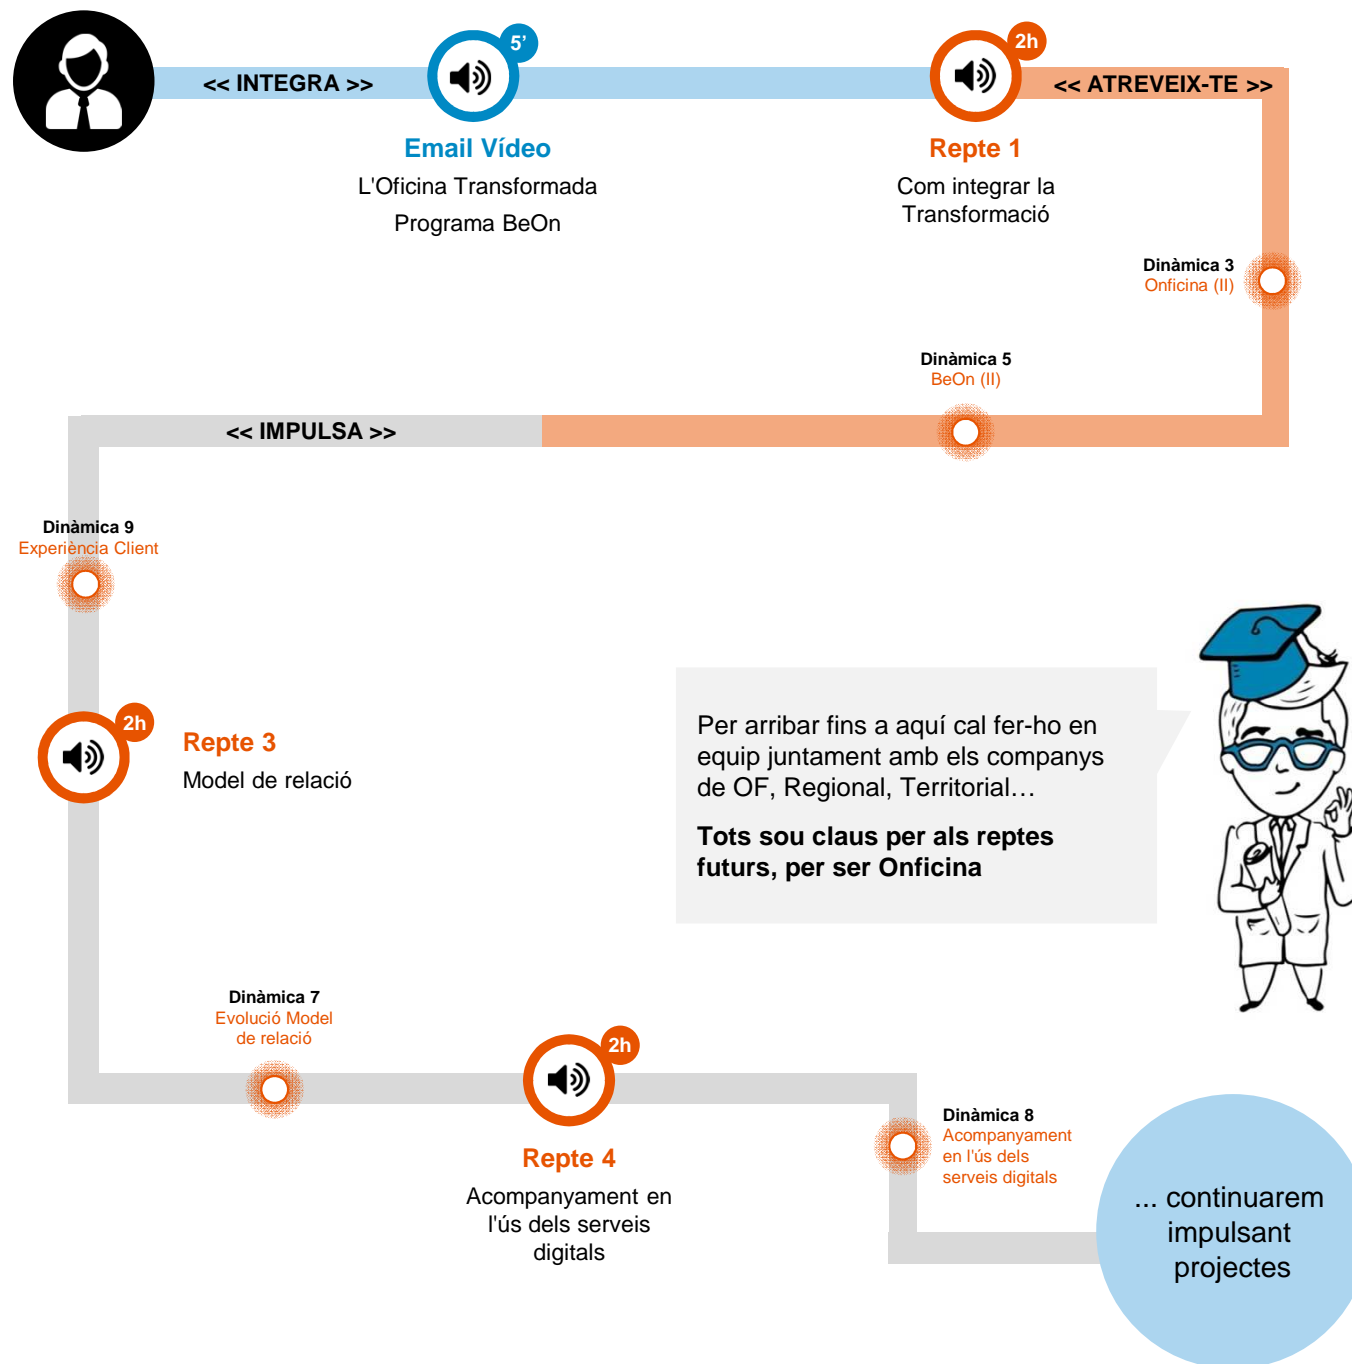 << INTEGRA >>
5’
Email Vídeo
L'Oficina Transformada
Programa BeOn
2h
Repte 1
Com integrar la
Transformació
<< ATREVEIX-TE >>
Dinàmica 3
Onficina (II)
Dinàmica 5
BeOn (II)
<< IMPULSA >>
Dinàmica 9
Experiència Client
2h
Repte 3
Model de relació
Per arribar fins a aquí cal fer-ho en
equip juntament amb els companys
de OF, Regional, Territorial…
Tots sou claus per als reptes
futurs, per ser Onficina
Dinàmica 7
Evolució Model
de relació
2h
Repte 4
Acompanyament en
l'ús dels serveis
digitals
Dinàmica 8
Acompanyament
en l'ús dels
serveis digitals
... continuarem
impulsant
projectes